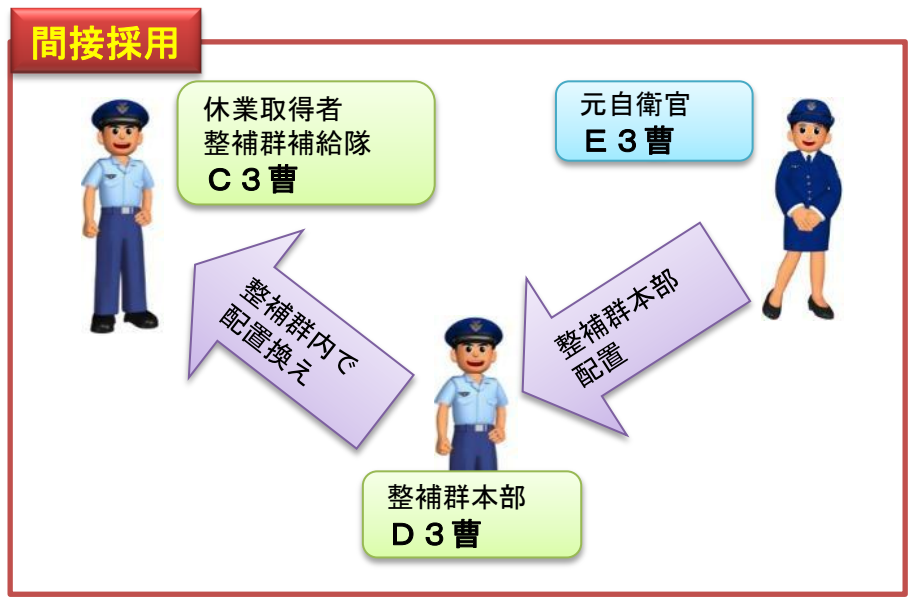 間接採用
休業取得者
整補群補給隊
Ｃ３曹
元自衛官
Ｅ３曹
整補群内で
配置換え
整補群本部
配置
整補群本部
Ｄ３曹